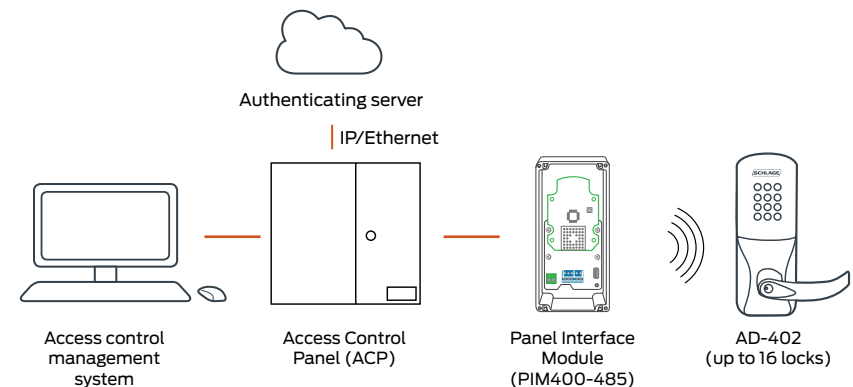 Authenticating server
IP/Ethernet
SCHLAGE
Access control
management
system
Access Control
Panel (ACP)
Panel Interface
Module
(PIM400-485)
AD-402
(up to 16 locks)